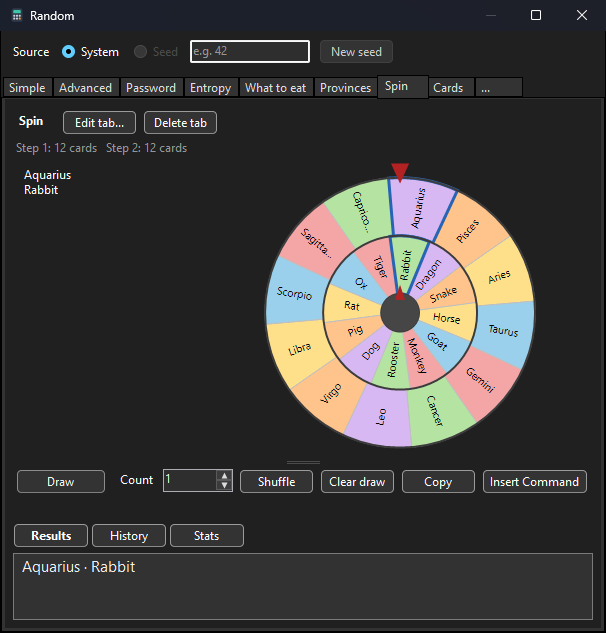 Random
Source System Seed e.g. 42 New seed
Simple Advanced Password Entropy What to eat Provinces Spin Cards ...
Spin Edit tab... Delete tab
Step 1: 12 cards Step 2: 12 cards
Aquarius
Rabbit
Aquarius
Pisces
Aries
Taurus
Gemini
Cancer
Leo
Virgo
Libra
Scorpio
Sagitta...
Caprico...
Rabbit
Dragon
Snake
Horse
Goat
Monkey
Rooster
Dog
Pig
Rat
Ox
Tiger
Draw Count 1 Shuffle Clear draw Copy Insert Command
Results History Stats
Aquarius · Rabbit